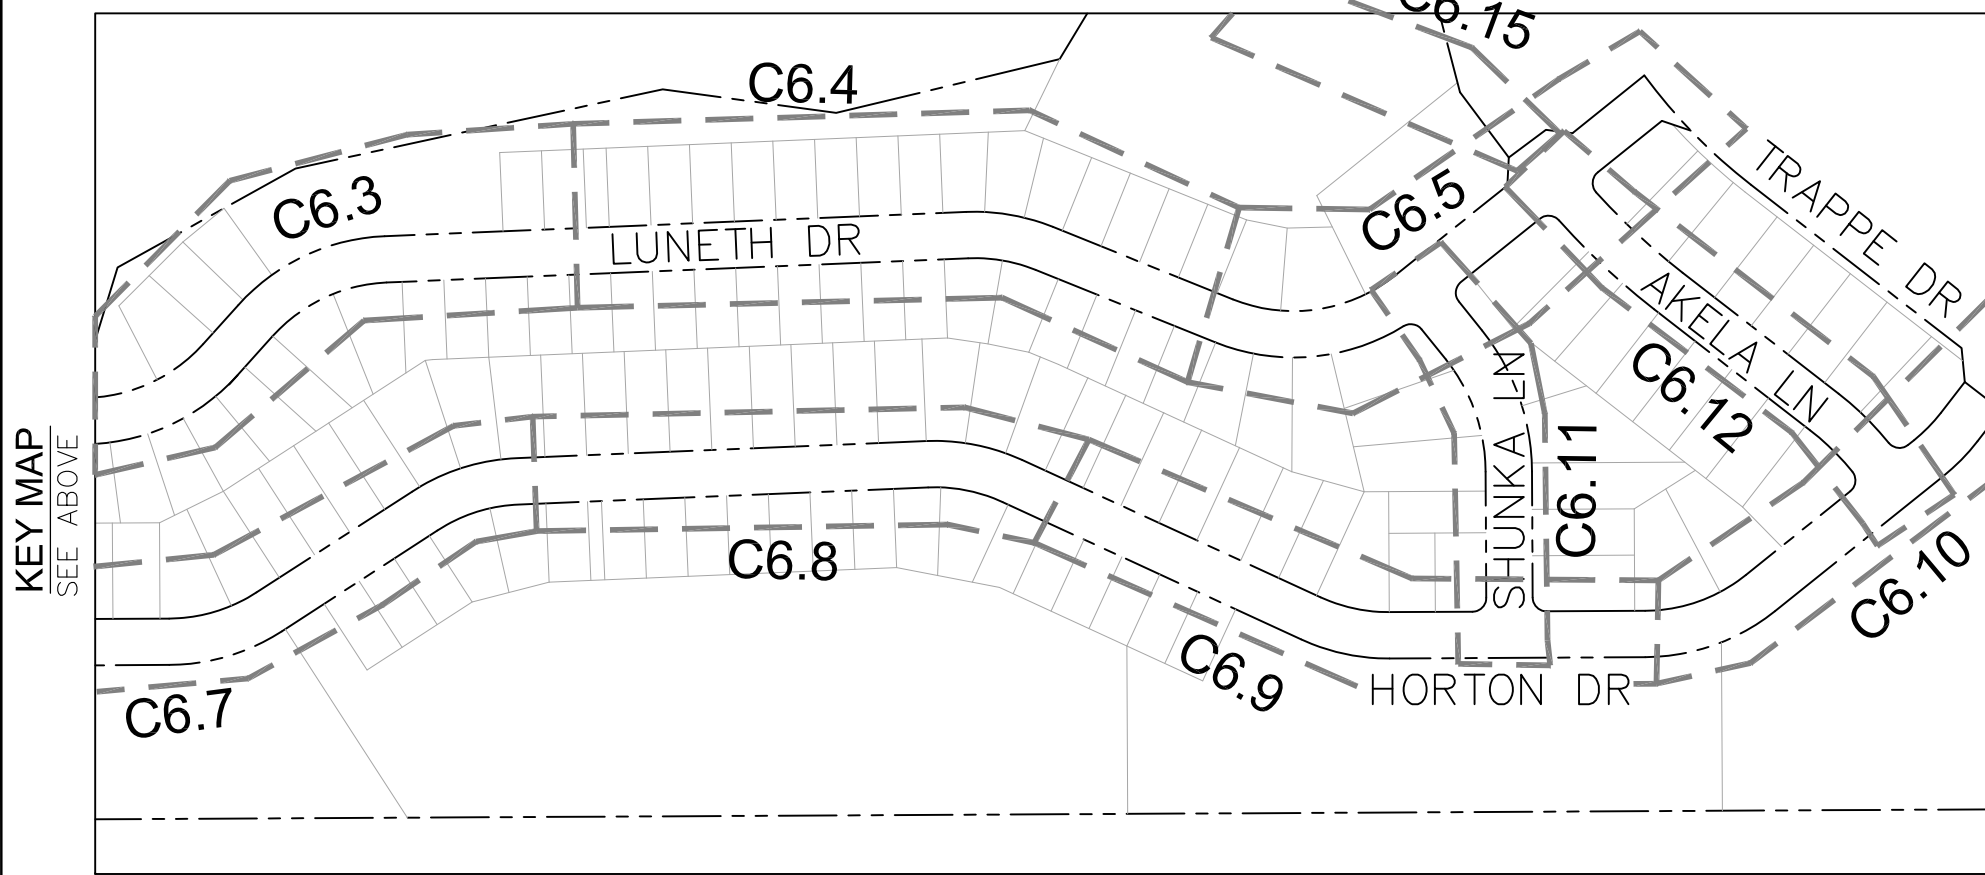 C6.15
C6.4
C6.3
C6.5
TRAPPE DR
LUNETH DR
AKELA LN
C6.12
SHUNKA LN
C6.11
KEY MAP
SEE ABOVE
C6.8
C6.10
C6.9
HORTON DR
C6.7